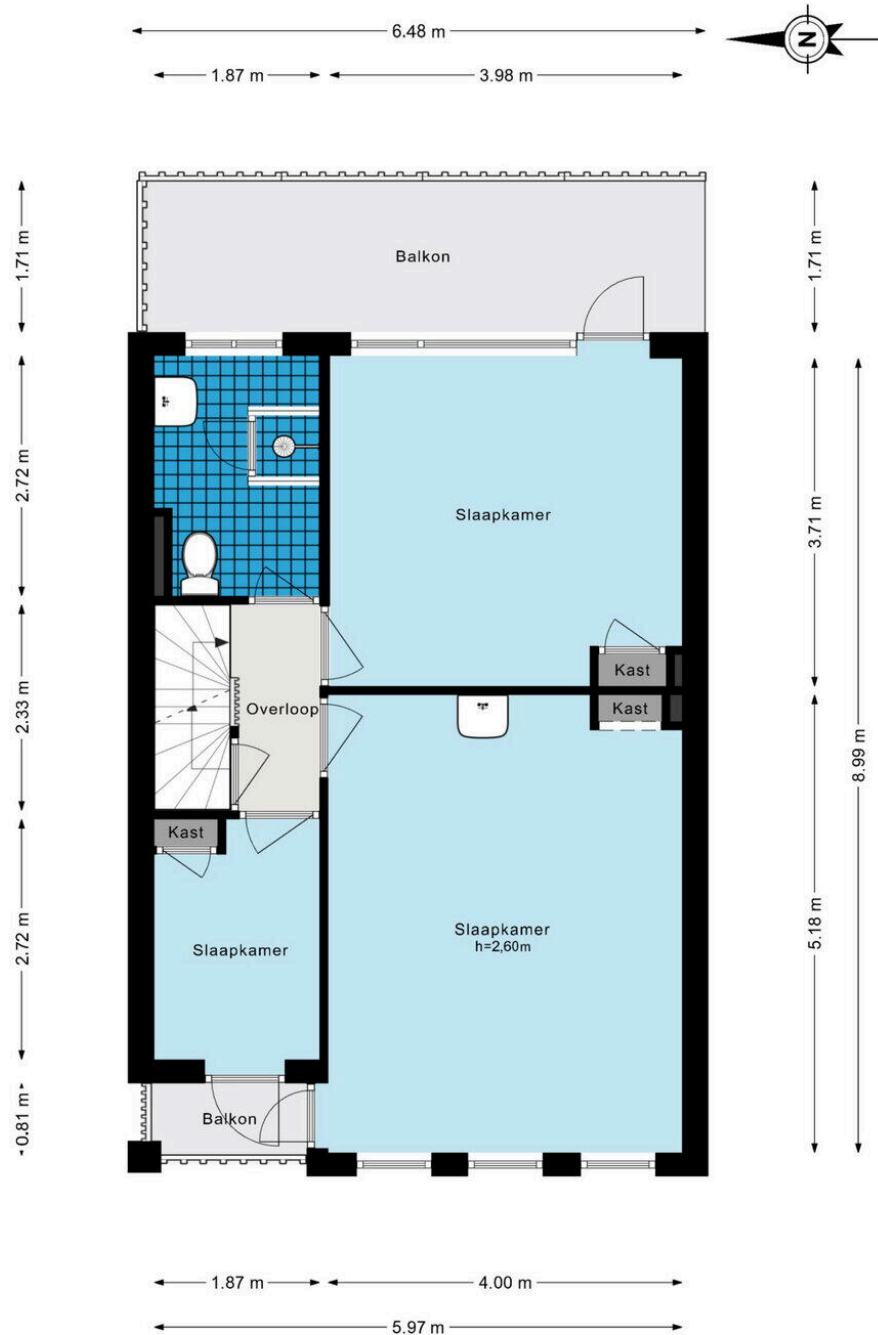 6.48 m
N
1.87 m
3.98 m
1.71 m
1.71 m
Balkon
2.72 m
3.71 m
Slaapkamer
Kast
2.33 m
Overloop
Kast
5.18 m
8.99 m
Kast
2.72 m
Slaapkamer
Slaapkamer
h=2,60m
0.81 m
Balkon
1.87 m
4.00 m
5.97 m